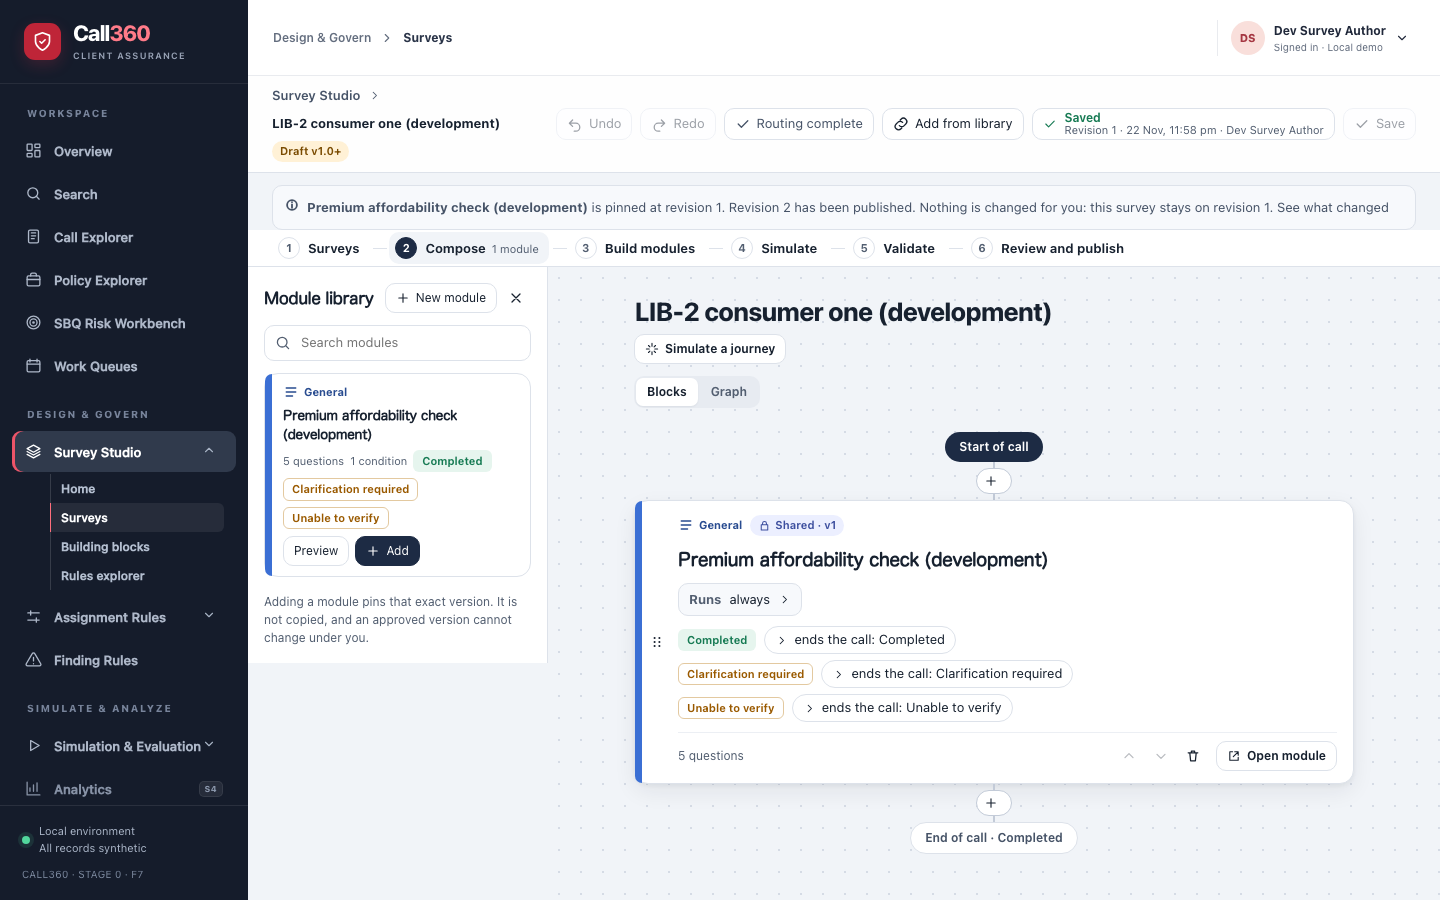 Call360
CLIENT ASSURANCE
WORKSPACE
Overview
Search
Call Explorer
Policy Explorer
SBQ Risk Workbench
Work Queues
DESIGN & GOVERN
Survey Studio
Home
Surveys
Building blocks
Rules explorer
Assignment Rules
Finding Rules
SIMULATE & ANALYZE
Simulation & Evaluation
Analytics S4
Local environment
All records synthetic
CALL360 · STAGE 0 · F7
Design & Govern > Surveys
DS Dev Survey Author
Signed in · Local demo
Survey Studio >
LIB-2 consumer one (development)
Draft v1.0+
Undo
Redo
Routing complete
Add from library
Saved
Revision 1 · 22 Nov, 11:58 pm · Dev Survey Author
Save
Premium affordability check (development) is pinned at revision 1. Revision 2 has been published. Nothing is changed for you: this survey stays on revision 1. See what changed
1 Surveys
2 Compose 1 module
3 Build modules
4 Simulate
5 Validate
6 Review and publish
Module library
+ New module
Search modules
General
Premium affordability check
(development)
5 questions 1 condition Completed
Clarification required
Unable to verify
Preview
+ Add
Adding a module pins that exact version. It is
not copied, and an approved version cannot
change under you.
LIB-2 consumer one (development)
Simulate a journey
Blocks Graph
Start of call
+
General Shared · v1
Premium affordability check (development)
Runs always >
Completed > ends the call: Completed
Clarification required > ends the call: Clarification required
Unable to verify > ends the call: Unable to verify
5 questions
Open module
+
End of call · Completed